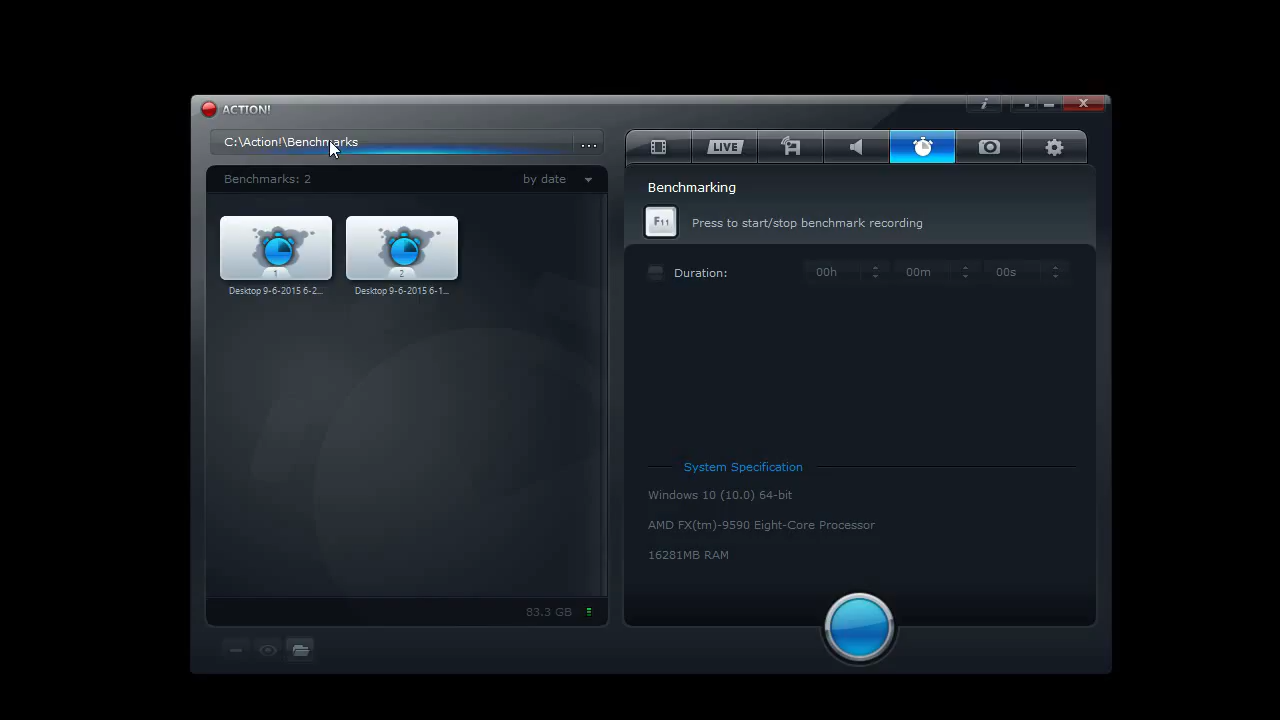 ACTION!
C:\Action!\Benchmarks
...
Benchmarks: 2
by date
1
2
Desktop 9-6-2015 6-2...
Desktop 9-6-2015 6-1...
83.3 GB
i
LIVE
Benchmarking
F11
Press to start/stop benchmark recording
Duration:
00h
00m
00s
System Specification
Windows 10 (10.0) 64-bit
AMD FX(tm)-9590 Eight-Core Processor
16281MB RAM